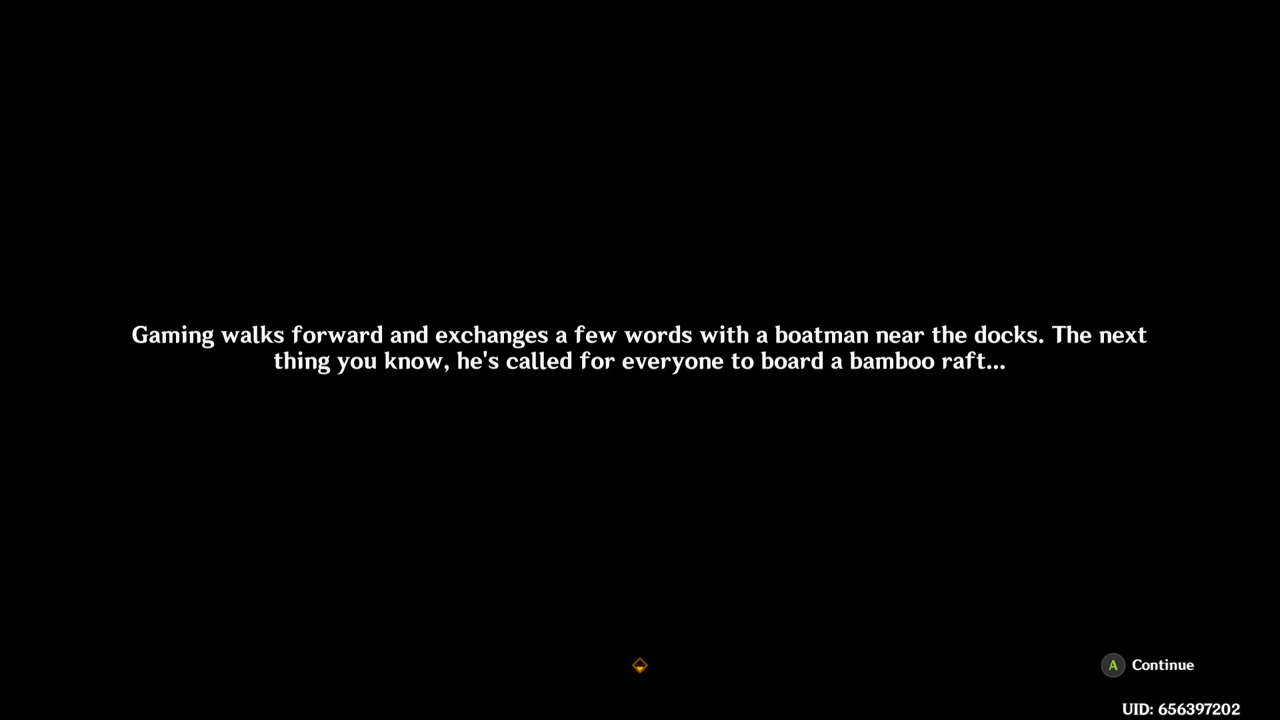 Gaming walks forward and exchanges a few words with a boatman near the docks. The next
thing you know, he's called for everyone to board a bamboo raft...
A Continue
UID: 656397202